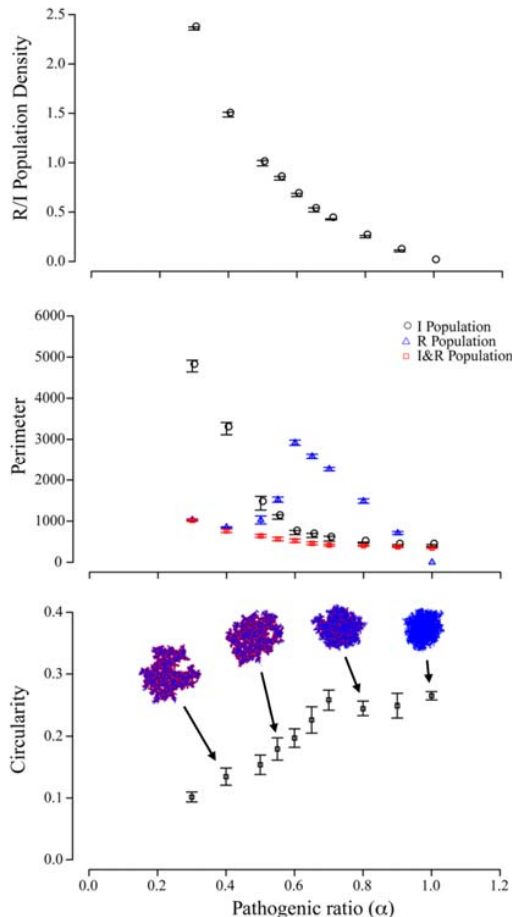 2.5
2.0
R/I Population Density
1.5
1.0
0.5
0.0
6000
I Population
R Population
5000
I&R Population
4000
Perimeter
3000
2000
1000
0
0.4
0.3
Circularity
0.2
0.1
0.0
0.0 0.2 0.4 0.6 0.8 1.0 1.2
Pathogenic ratio (α)